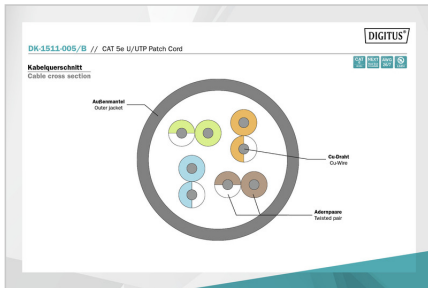 DIGITUS®
DK-1511-005/B // CAT 5e U/UTP Patch Cord
Kabelquerschnitt
Cable cross section
Außenmantel
Outer jacket
Cu-Draht
Cu-Wire
Adernpaare
Twisted pair